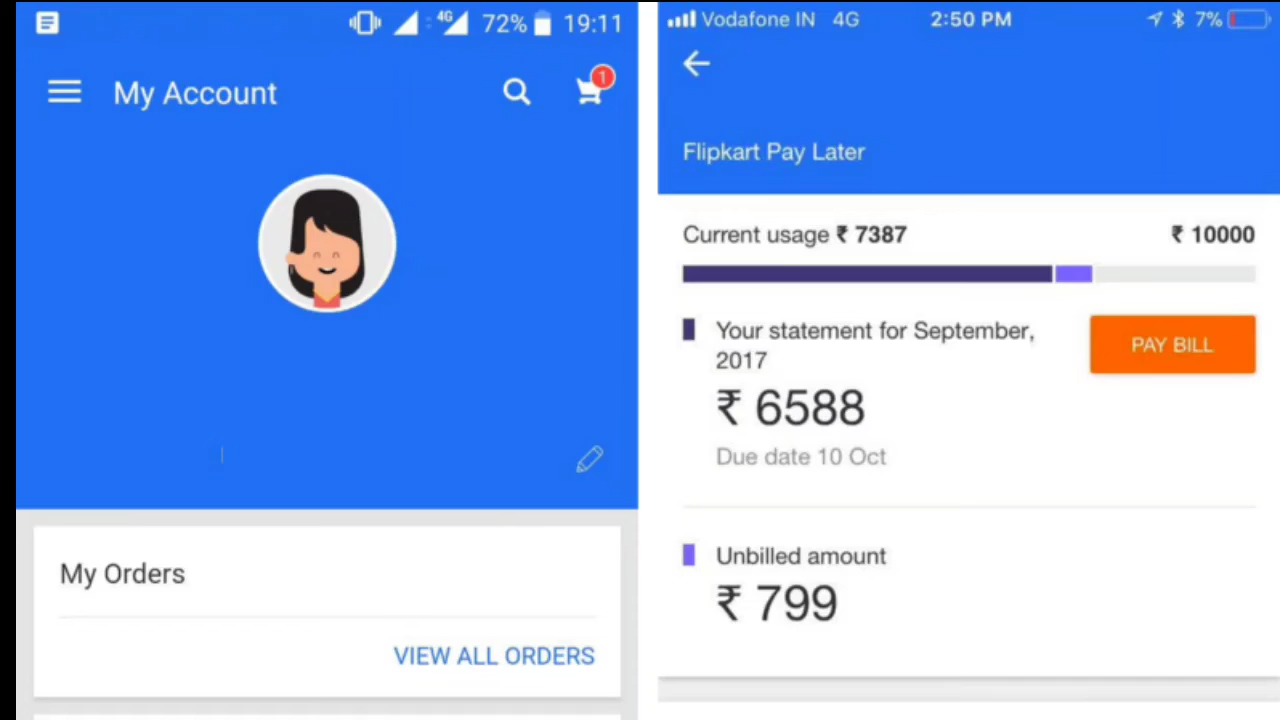 4G 72% 19:11
My Account
1
My Orders
VIEW ALL ORDERS
Vodafone IN 4G 2:50 PM 7%
Flipkart Pay Later
Current usage ₹ 7387 ₹ 10000
Your statement for September,
2017
PAY BILL
₹ 6588
Due date 10 Oct
Unbilled amount
₹ 799